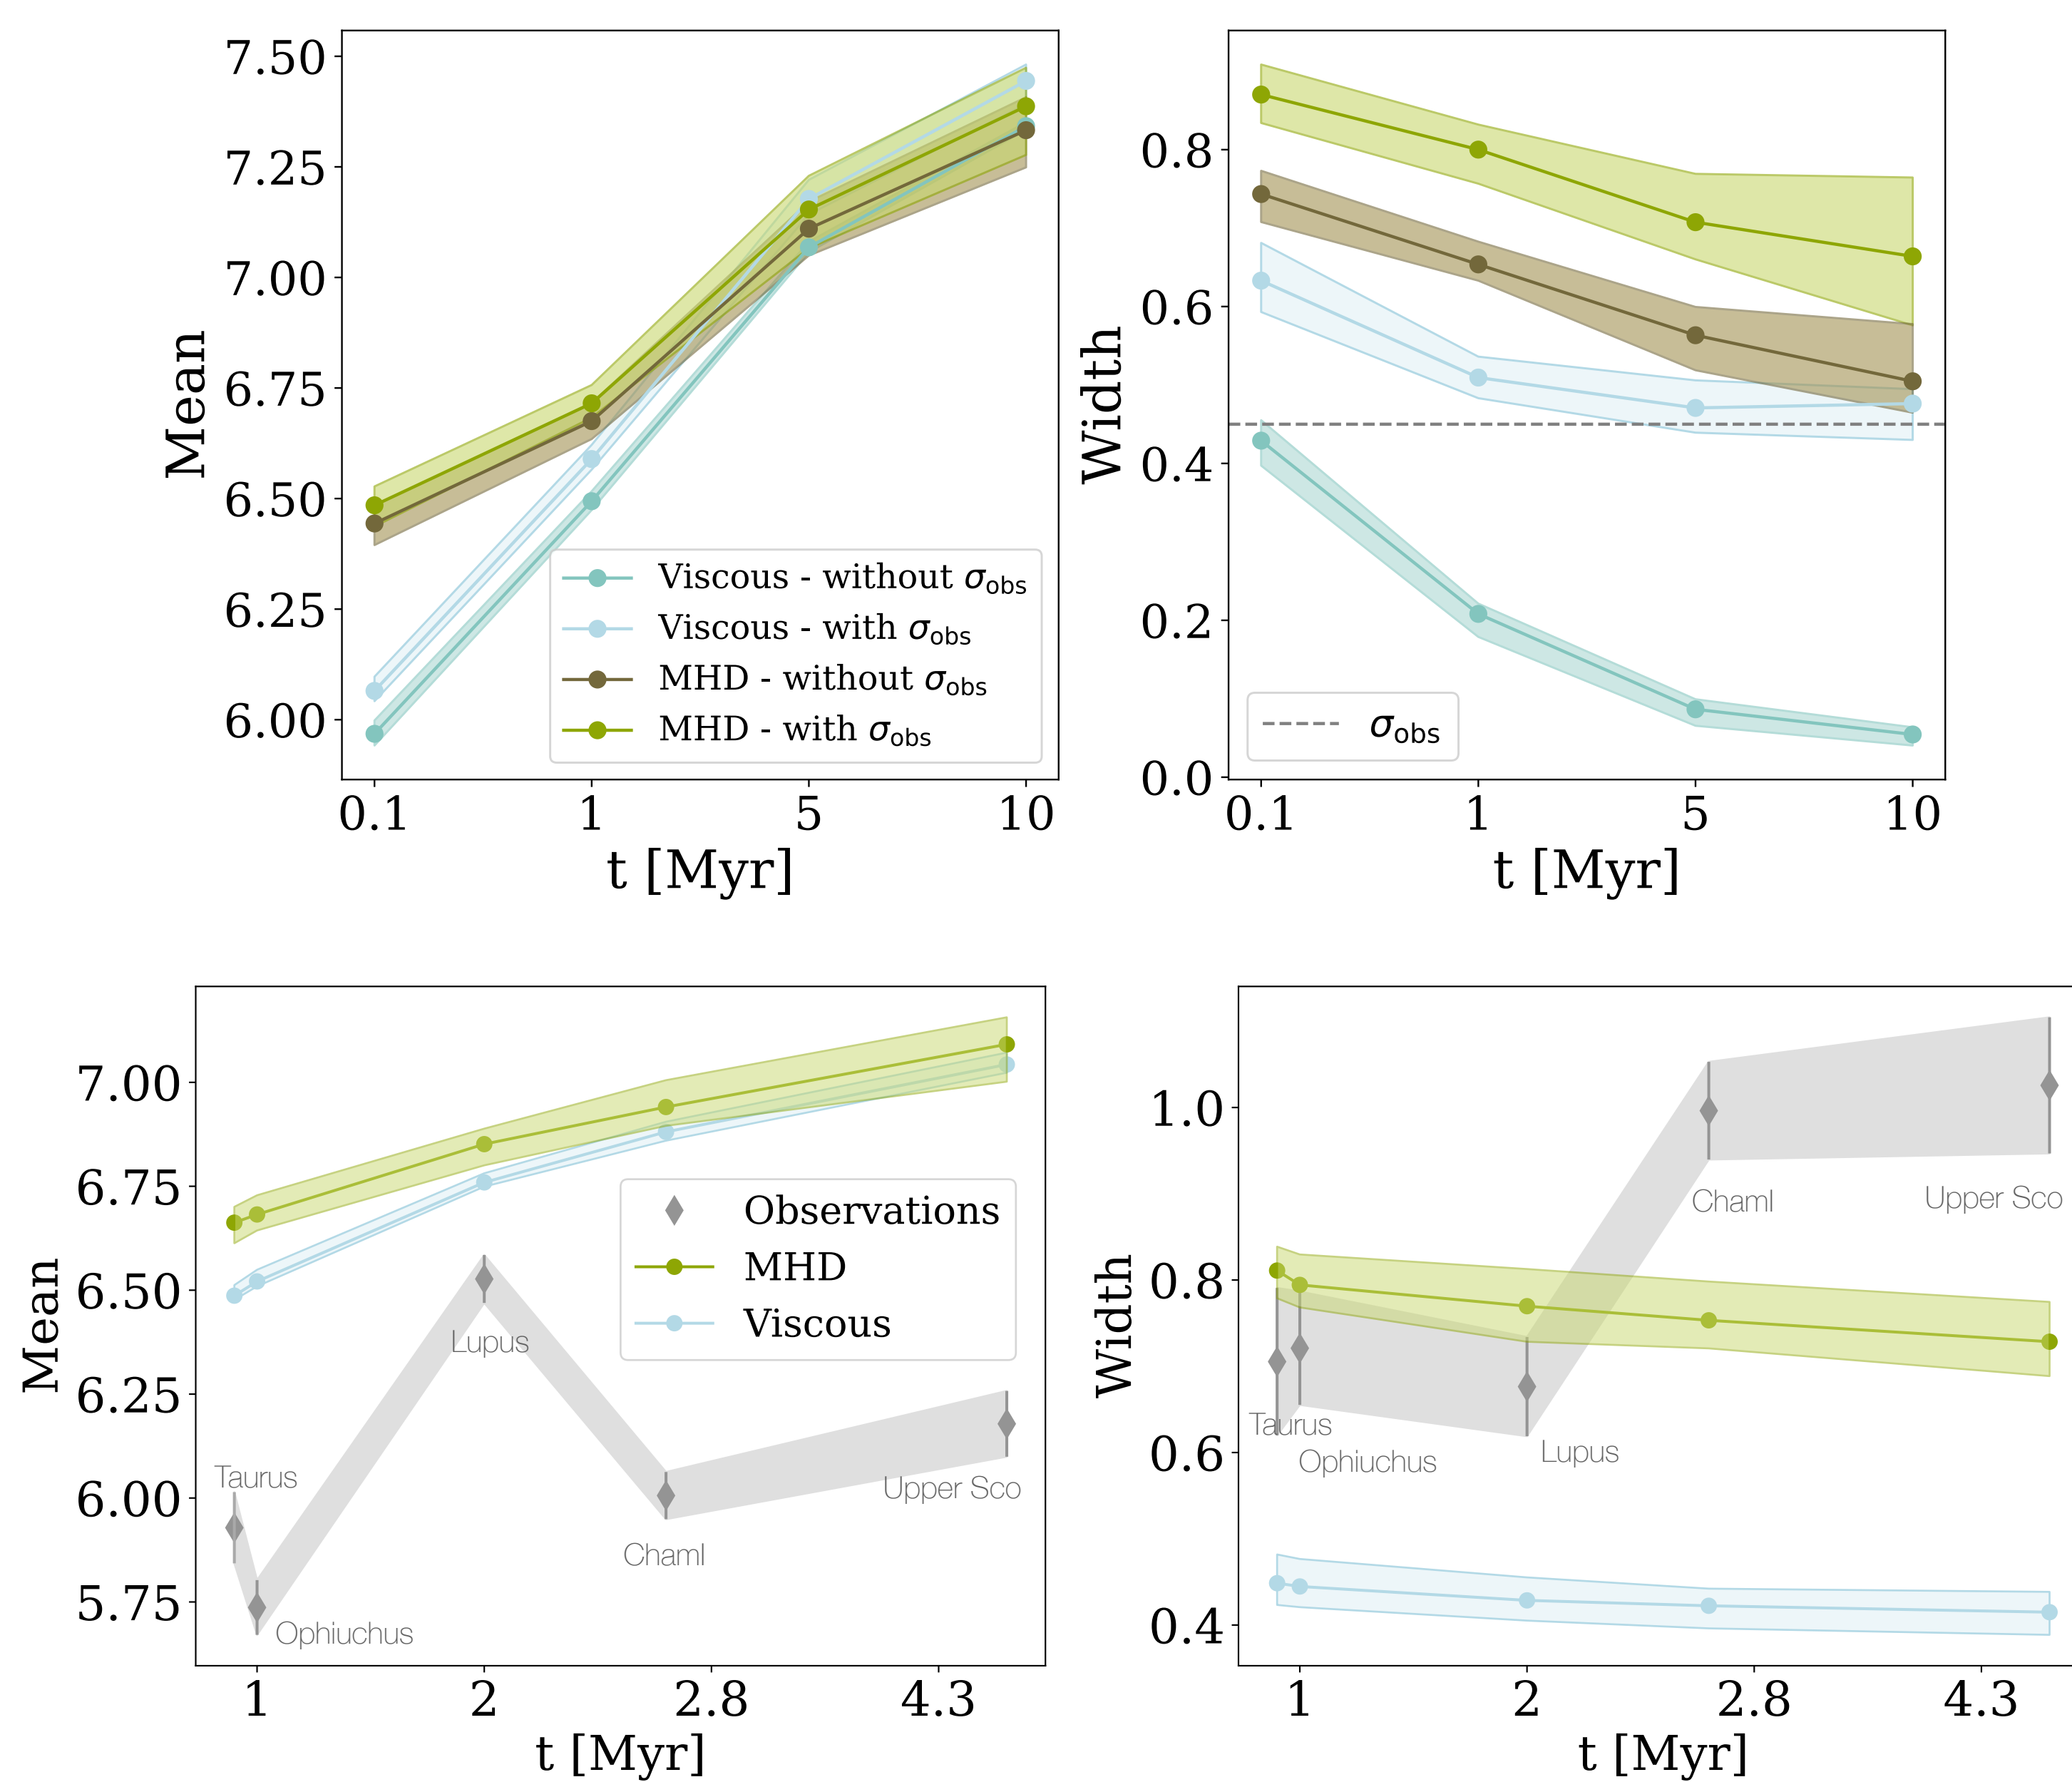 7.50
7.25
7.00
6.75
6.50
6.25
6.00
Mean
0.1 1 5 10
t [Myr]
Viscous - without σobs
Viscous - with σobs
MHD - without σobs
MHD - with σobs
0.8
0.6
0.4
0.2
0.0
Width
0.1 1 5 10
t [Myr]
σobs
7.00
6.75
6.50
6.25
6.00
5.75
Mean
1 2 2.8 4.3
t [Myr]
Observations
MHD
Viscous
Taurus
Ophiuchus
Lupus
ChamI
Upper Sco
1.0
0.8
0.6
0.4
Width
1 2 2.8 4.3
t [Myr]
Taurus
Ophiuchus
Lupus
ChamI
Upper Sco